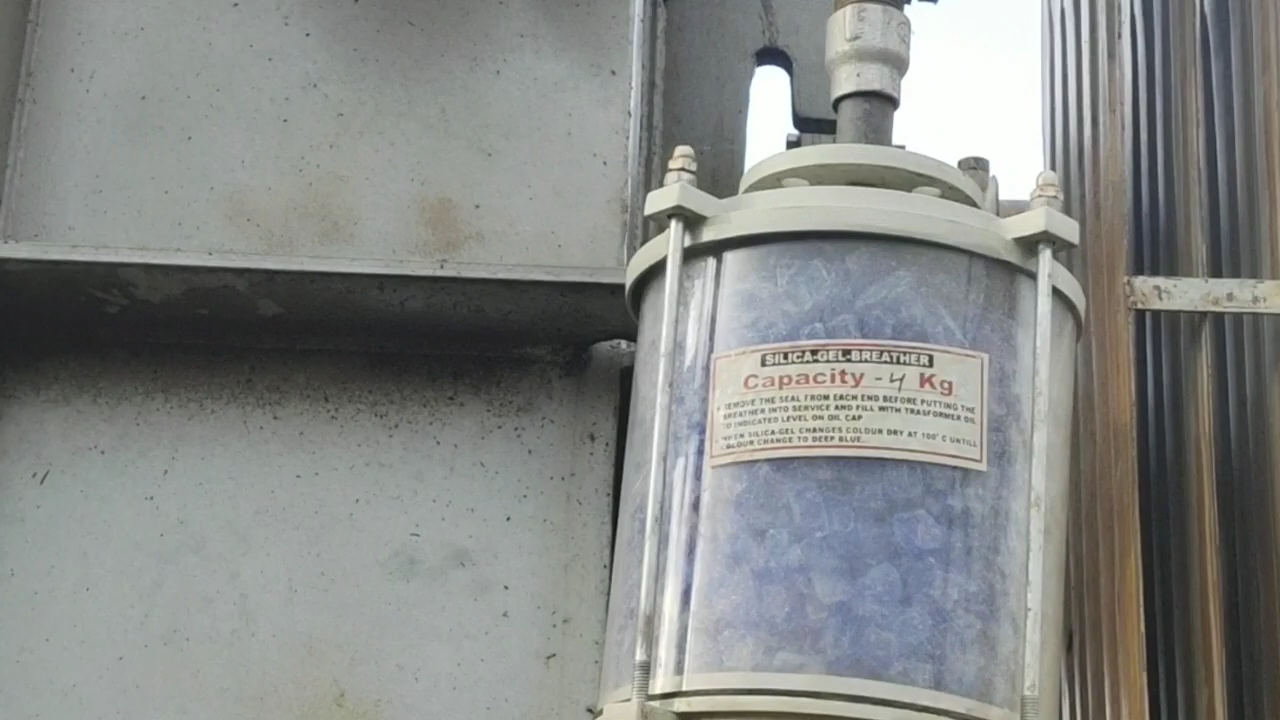 SILICA-GEL-BREATHER
Capacity - 4 Kg
REMOVE THE SEAL FROM EACH END BEFORE PUTTING THE
BREATHER INTO SERVICE AND FILL WITH TRASFORMER OIL
TO INDICATED LEVEL ON OIL CAP
WHEN SILICA-GEL CHANGES COLOUR DRY AT 100° C UNTILL
COLOUR CHANGE TO DEEP BLUE...